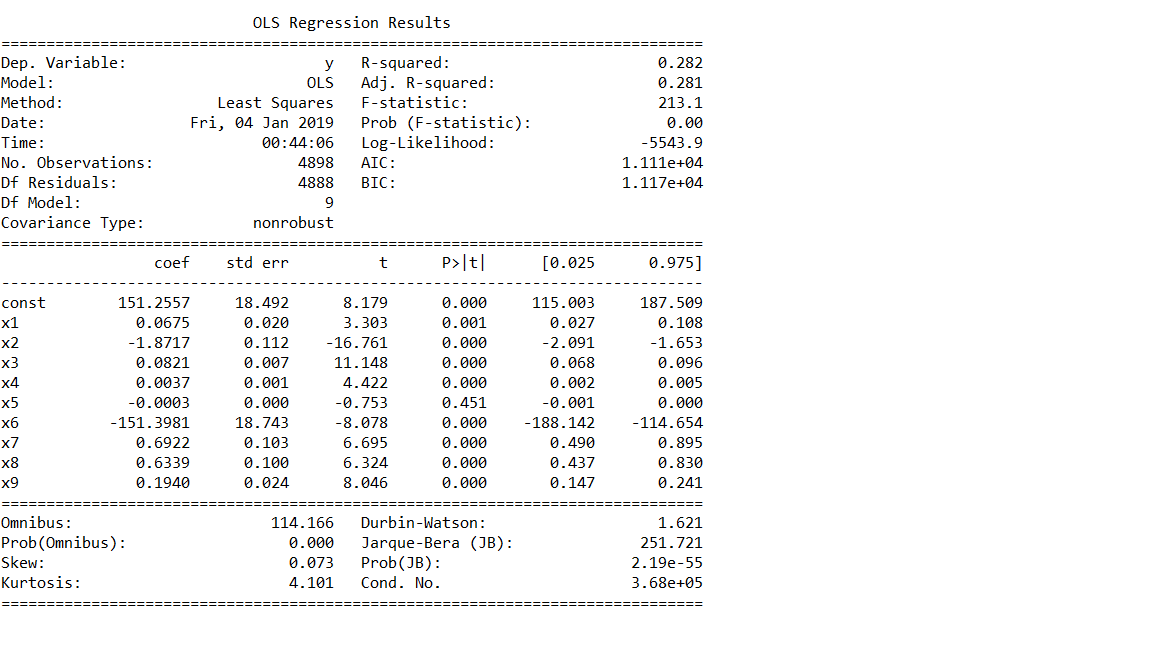 OLS Regression Results
==============================================================================
Dep. Variable:                      y   R-squared:                       0.282
Model:                            OLS   Adj. R-squared:                  0.281
Method:                 Least Squares   F-statistic:                     213.1
Date:                Fri, 04 Jan 2019   Prob (F-statistic):               0.00
Time:                        00:44:06   Log-Likelihood:                -5543.9
No. Observations:                4898   AIC:                         1.111e+04
Df Residuals:                    4888   BIC:                         1.117e+04
Df Model:                           9
Covariance Type:            nonrobust
==============================================================================
                 coef    std err          t      P>|t|      [0.025      0.975]
------------------------------------------------------------------------------
const        151.2557     18.492      8.179      0.000     115.003     187.509
x1             0.0675      0.020      3.303      0.001       0.027       0.108
x2            -1.8717      0.112    -16.761      0.000      -2.091      -1.653
x3             0.0821      0.007     11.148      0.000       0.068       0.096
x4             0.0037      0.001      4.422      0.000       0.002       0.005
x5            -0.0003      0.000     -0.753      0.451      -0.001       0.000
x6          -151.3981     18.743     -8.078      0.000    -188.142    -114.654
x7             0.6922      0.103      6.695      0.000       0.490       0.895
x8             0.6339      0.100      6.324      0.000       0.437       0.830
x9             0.1940      0.024      8.046      0.000       0.147       0.241
==============================================================================
Omnibus:                      114.166   Durbin-Watson:                   1.621
Prob(Omnibus):                  0.000   Jarque-Bera (JB):              251.721
Skew:                           0.073   Prob(JB):                     2.19e-55
Kurtosis:                       4.101   Cond. No.                     3.68e+05
==============================================================================